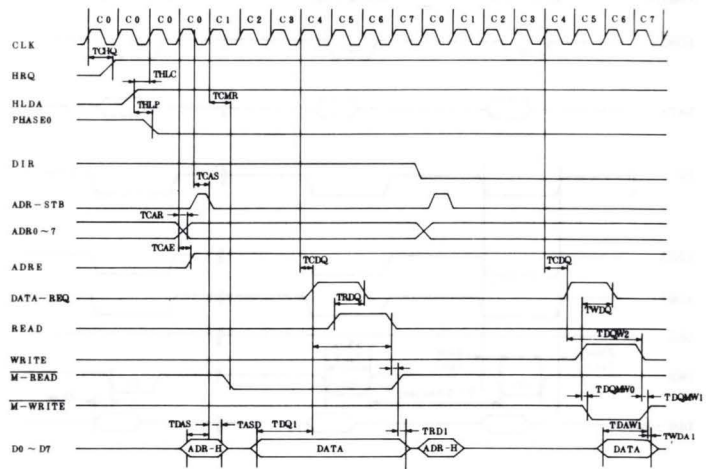 C0 C0 C0 C0 C1 C2 C3 C4 C5 C6 C7 C0 C1 C2 C3 C4 C5 C6 C7
CLK
TCHQ
HRQ
THLC
HLDA
TCMR
THLP
PHASE0
DIR
TCAS
ADR-STB
TCAR
ADR0~7
TCAE
ADRE
TCDQ TCDQ
DATA-REQ
TRDQ TWDQ
READ
TDQW2
WRITE
M-READ
TDQMW0 TDQMW1
M-WRITE
TDAS TASD TDQ1 TRD1 TDAW1 TWDA1
D0~D7 ADR-H DATA ADR-H DATA